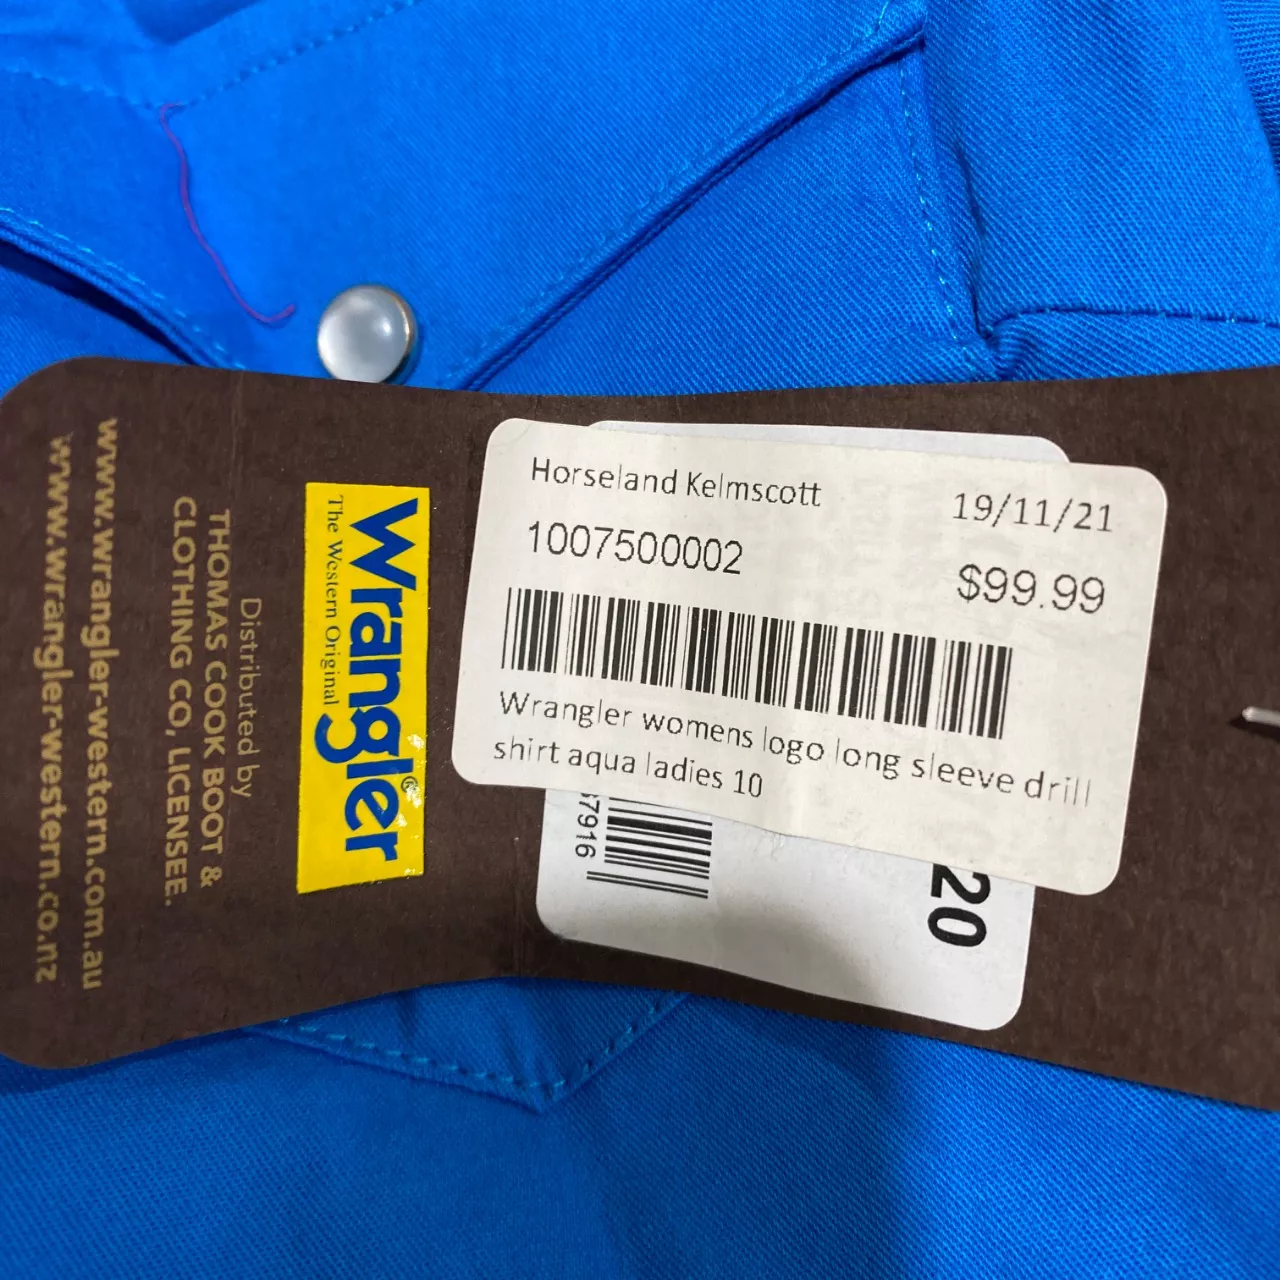 Horseland Kelmscott
19/11/21
1007500002
$99.99
Wrangler womens logo long sleeve drill
shirt aqua ladies 10
67916
20
Wrangler®
The Western Original
Distributed by
THOMAS COOK BOOT &
CLOTHING CO, LICENSEE.
www.wrangler-western.com.au
www.wrangler-western.co.nz